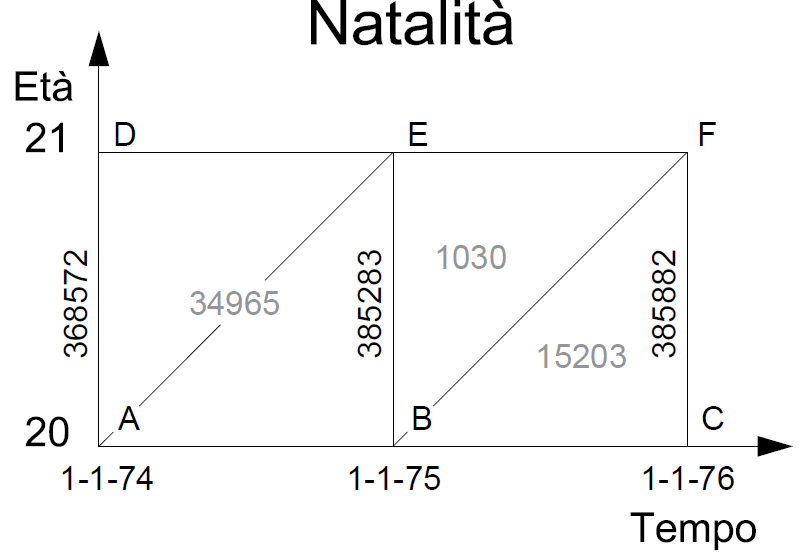 Natalità
Età
21
D
E
F
368572
34965
385283
1030
15203
385882
20
A
B
C
1-1-74
1-1-75
1-1-76
Tempo